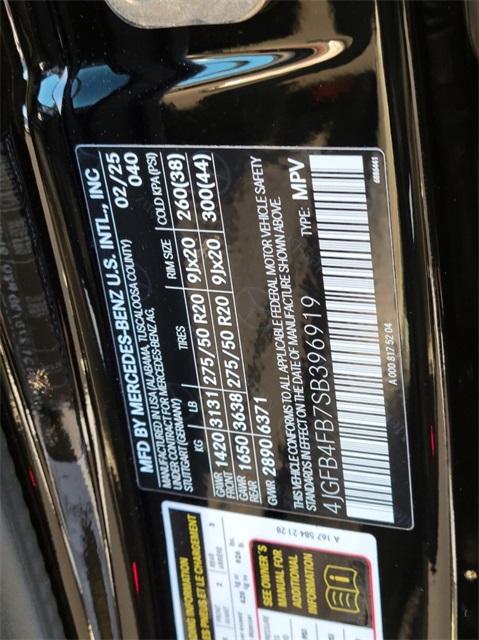 MFD BY MERCEDES-BENZ U.S. INTL., INC
MANUFACTURED IN USA (ALABAMA, TUSCALOOSA COUNTY)
UNDER CONTRACT FOR MERCEDES-BENZ AG,
STUTTGART (GERMANY)
02/25
040
KG LB TIRES RIM SIZE COLD KPA (PSI)
GAWR FRONT 1420 3131 275/50 R20 9Jx20 260(38)
GAWR REAR 1650 3638 275/50 R20 9Jx20 300(44)
GVWR 2890 6371
THIS VEHICLE CONFORMS TO ALL APPLICABLE FEDERAL MOTOR VEHICLE SAFETY
STANDARDS IN EFFECT ON THE DATE OF MANUFACTURE SHOWN ABOVE.
4JGFB4FB7SB396919 TYPE: MPV
A 000 817 52 04
A 167 584 21 28
SEE OWNER'S
MANUAL FOR
ADDITIONAL
INFORMATION